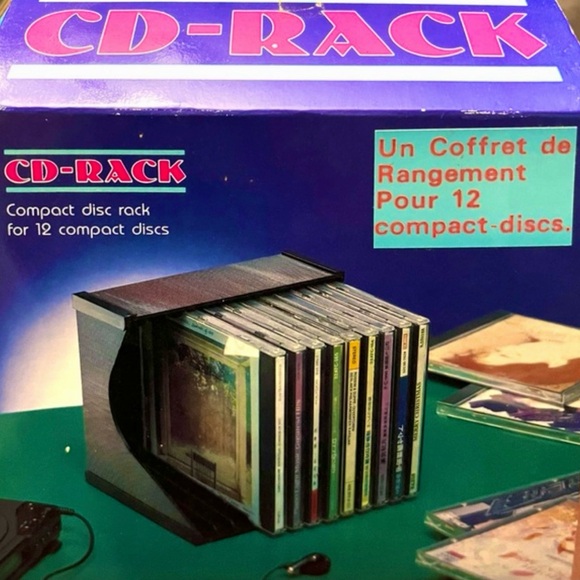 CD-RACK
CD-RACK
Compact disc rack
for 12 compact discs
Un Coffret de
Rangement
Pour 12
compact-discs.